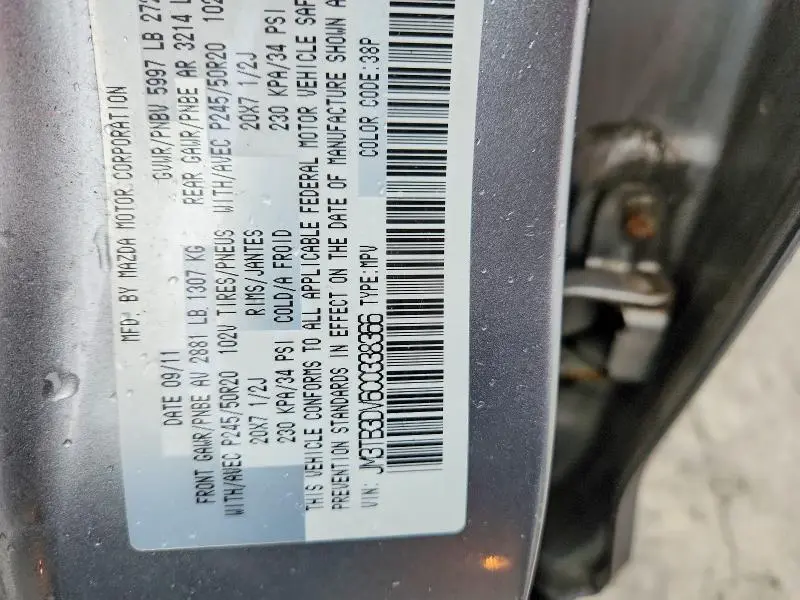 MFD. BY MAZDA MOTOR CORPORATION
DATE 09/11 GVWR/PNBV 5997 LB 272
FRONT GAWR/PNBE AV 2881 LB 1307 KG REAR GAWR/PNBE AR 3214 L
WITH/AVEC P245/50R20 102V TIRES/PNEUS WITH/AVEC P245/50R20 102
20X7 1/2J RIMS/JANTES 20X7 1/2J
230 KPA/34 PSI COLD/A FROID 230 KPA/34 PSI
THIS VEHICLE CONFORMS TO ALL APPLICABLE FEDERAL MOTOR VEHICLE SAF
PREVENTION STANDARDS IN EFFECT ON THE DATE OF MANUFACTURE SHOWN A
VIN: JM3TB3DV6C0338366 TYPE:MPV COLOR CODE:38P